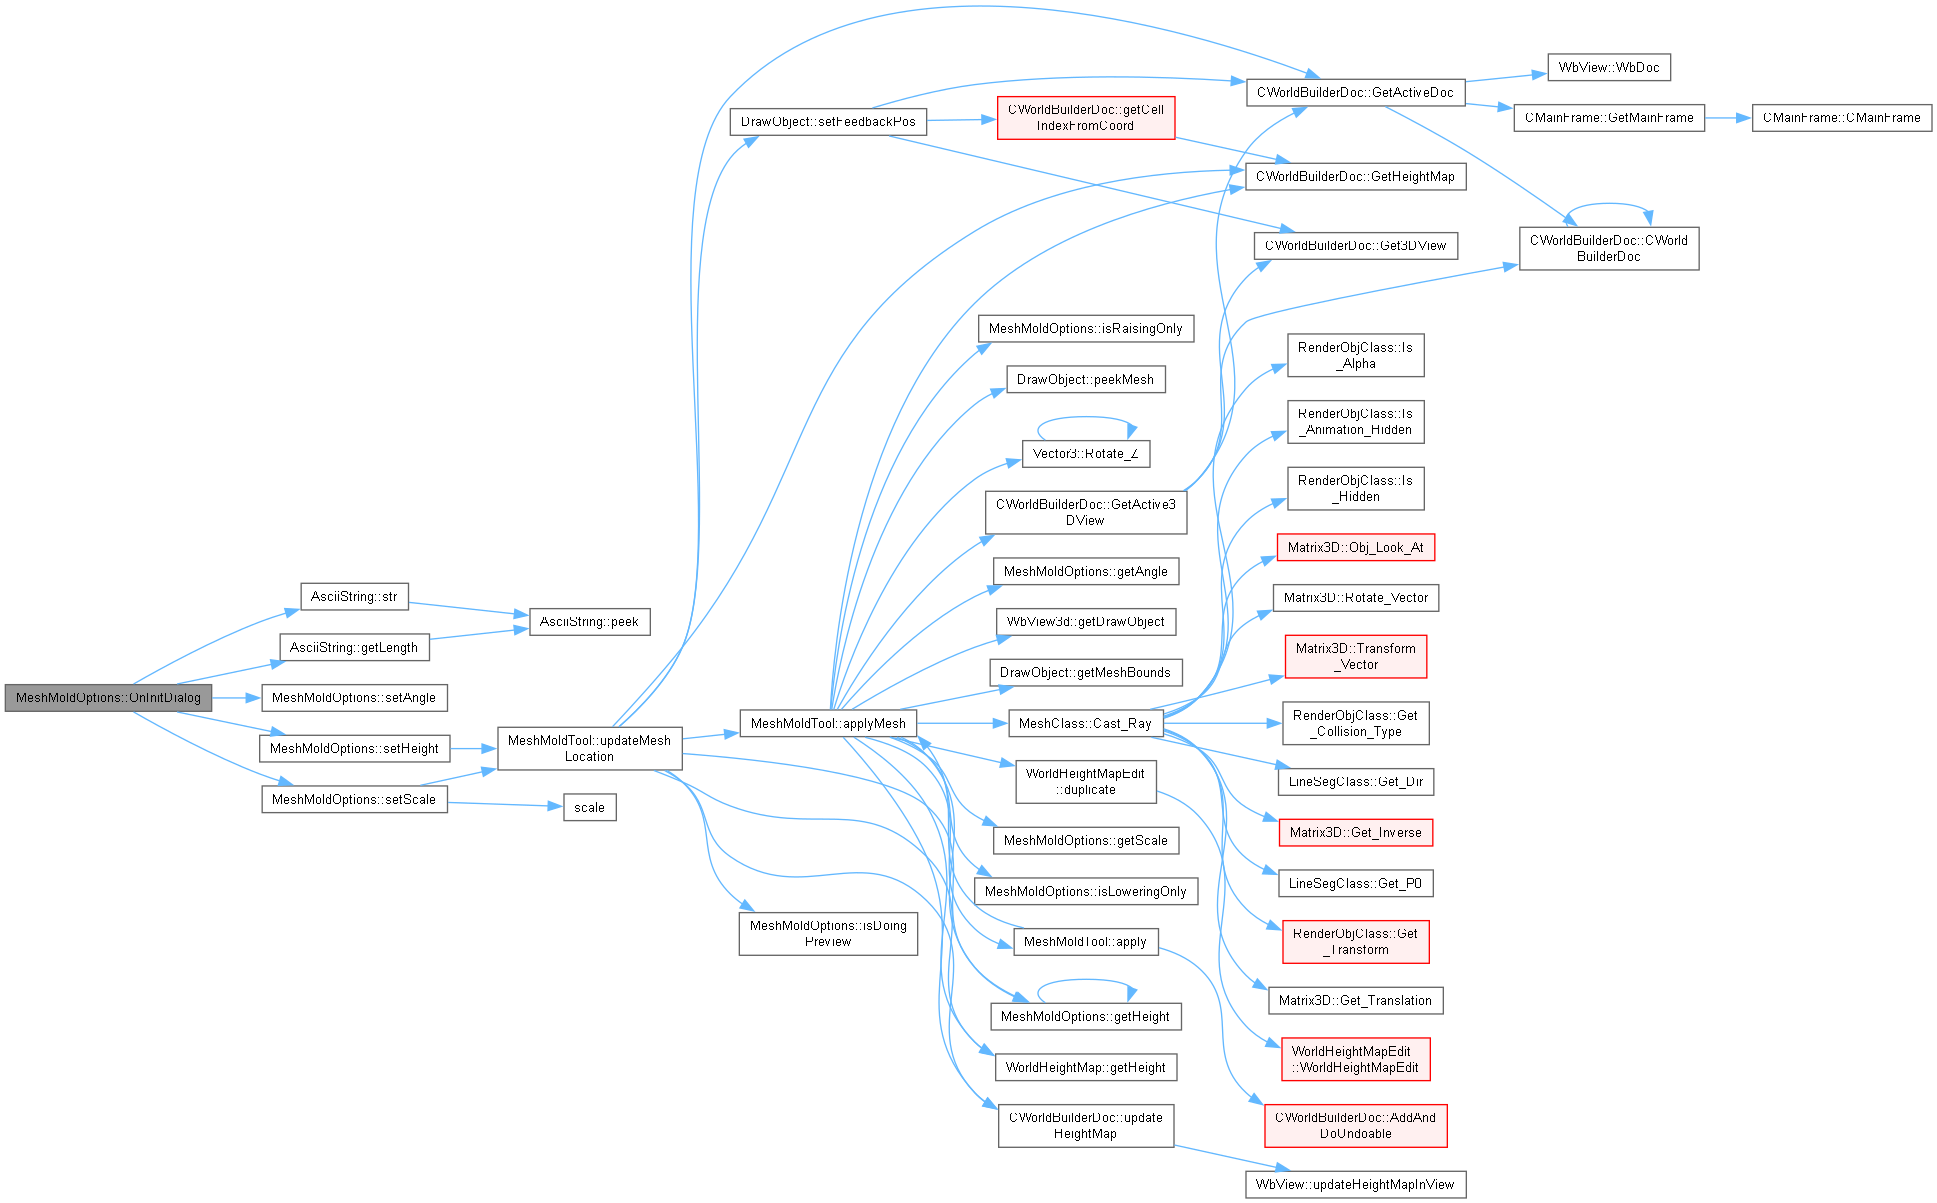 MeshMoldOptions::OnInitDialog
AsciiString::str
AsciiString::getLength
MeshMoldOptions::setAngle
MeshMoldOptions::setHeight
MeshMoldOptions::setScale
AsciiString::peek
MeshMoldTool::updateMesh
Location
scale
DrawObject::setFeedbackPos
MeshMoldTool::applyMesh
MeshMoldOptions::isDoing
Preview
CWorldBuilderDoc::getCell
IndexFromCoord
MeshMoldOptions::isRaisingOnly
DrawObject::peekMesh
Vector3::Rotate_Z
CWorldBuilderDoc::GetActive3
DView
MeshMoldOptions::getAngle
WbView3d::getDrawObject
DrawObject::getMeshBounds
MeshClass::Cast_Ray
WorldHeightMapEdit
::duplicate
MeshMoldOptions::getScale
MeshMoldOptions::isLoweringOnly
MeshMoldTool::apply
MeshMoldOptions::getHeight
WorldHeightMap::getHeight
CWorldBuilderDoc::update
HeightMap
CWorldBuilderDoc::GetActiveDoc
CWorldBuilderDoc::GetHeightMap
CWorldBuilderDoc::Get3DView
RenderObjClass::Is
_Alpha
RenderObjClass::Is
_Animation_Hidden
RenderObjClass::Is
_Hidden
Matrix3D::Obj_Look_At
Matrix3D::Rotate_Vector
Matrix3D::Transform
_Vector
RenderObjClass::Get
_Collision_Type
LineSegClass::Get_Dir
Matrix3D::Get_Inverse
LineSegClass::Get_P0
RenderObjClass::Get
_Transform
Matrix3D::Get_Translation
WorldHeightMapEdit
::WorldHeightMapEdit
CWorldBuilderDoc::AddAnd
DoUndoable
WbView::updateHeightMapInView
WbView::WbDoc
CMainFrame::GetMainFrame
CWorldBuilderDoc::CWorld
BuilderDoc
CMainFrame::CMainFrame